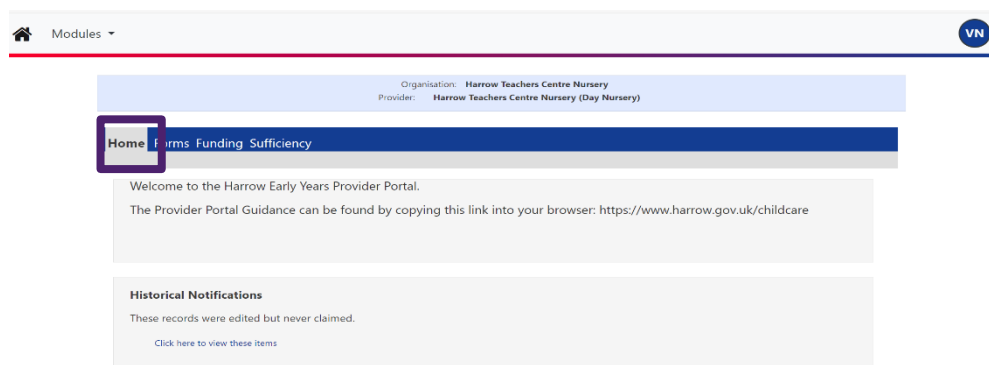 Modules
VN
Organisation: Harrow Teachers Centre Nursery
Provider: Harrow Teachers Centre Nursery (Day Nursery)
Home Forms Funding Sufficiency
Welcome to the Harrow Early Years Provider Portal.
The Provider Portal Guidance can be found by copying this link into your browser: https://www.harrow.gov.uk/childcare
Historical Notifications
These records were edited but never claimed.
Click here to view these items